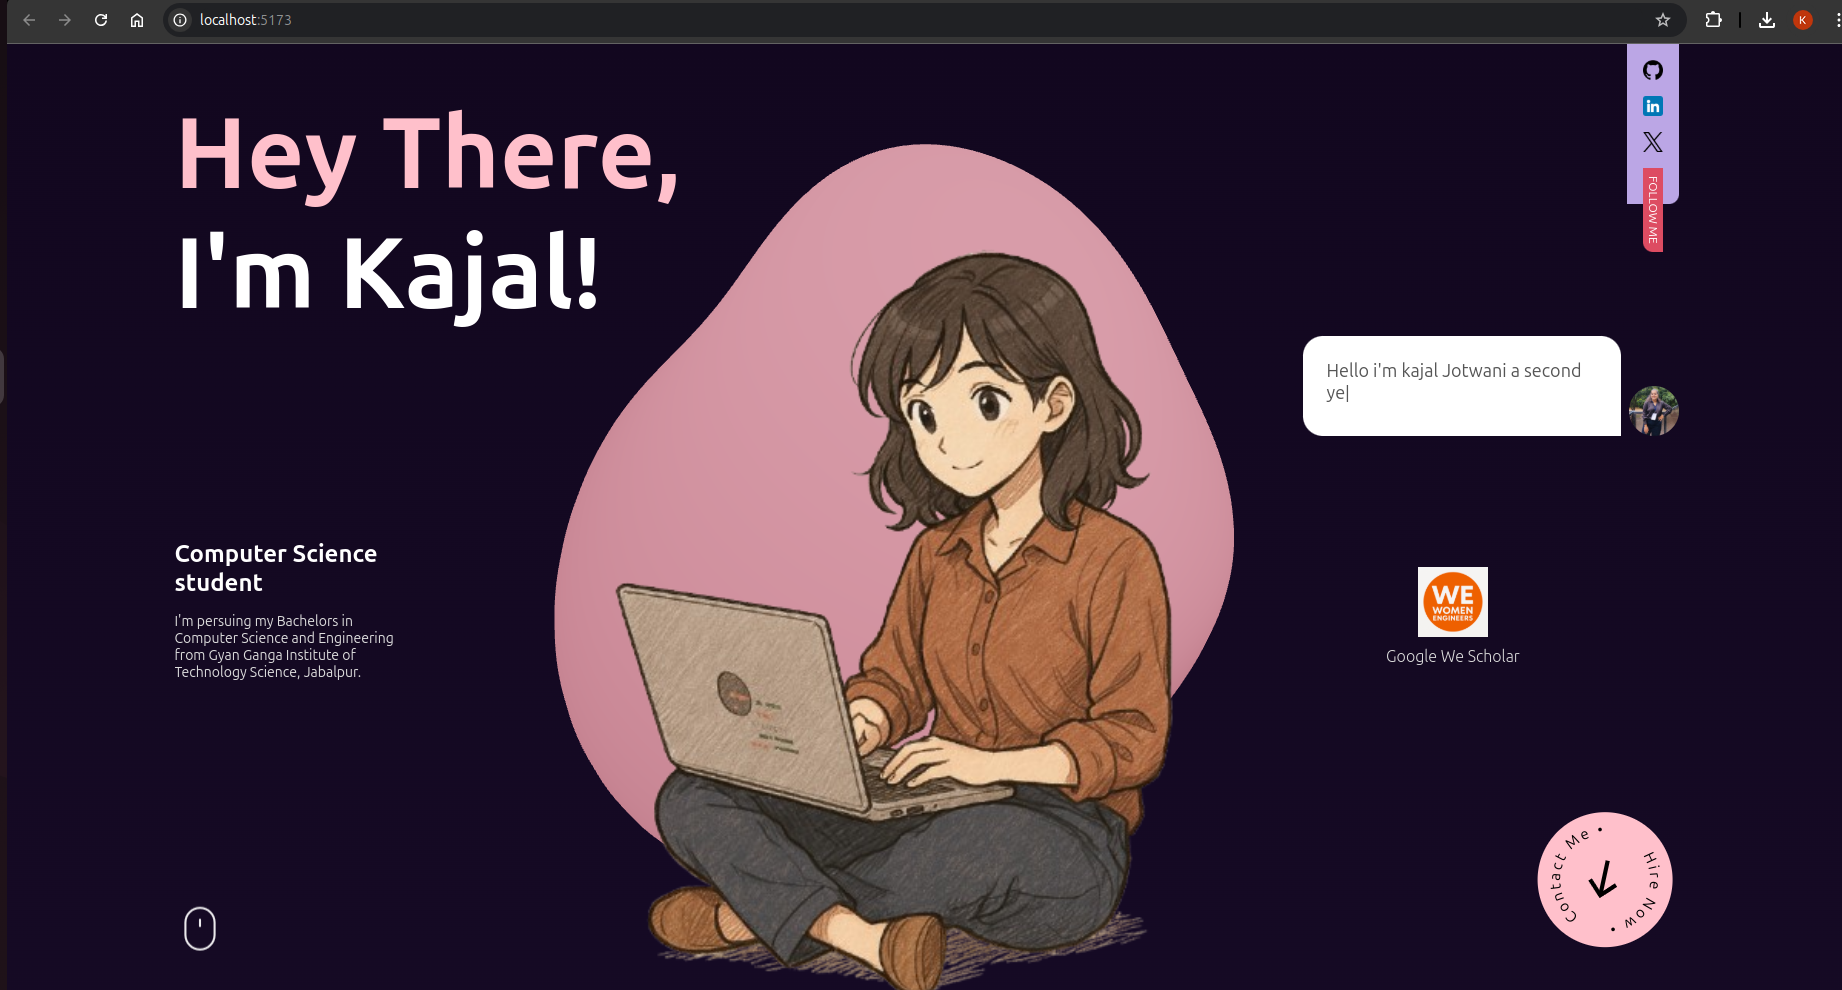 localhost:5173
K
Hey There,
I'm Kajal!
in
FOLLOW ME
Hello i'm kajal Jotwani a second
ye|
Computer Science
student
I'm persuing my Bachelors in
Computer Science and Engineering
from Gyan Ganga Institute of
Technology Science, Jabalpur.
WE
WOMEN
ENGINEERS
Google We Scholar
Contact Me •
Hire Now •